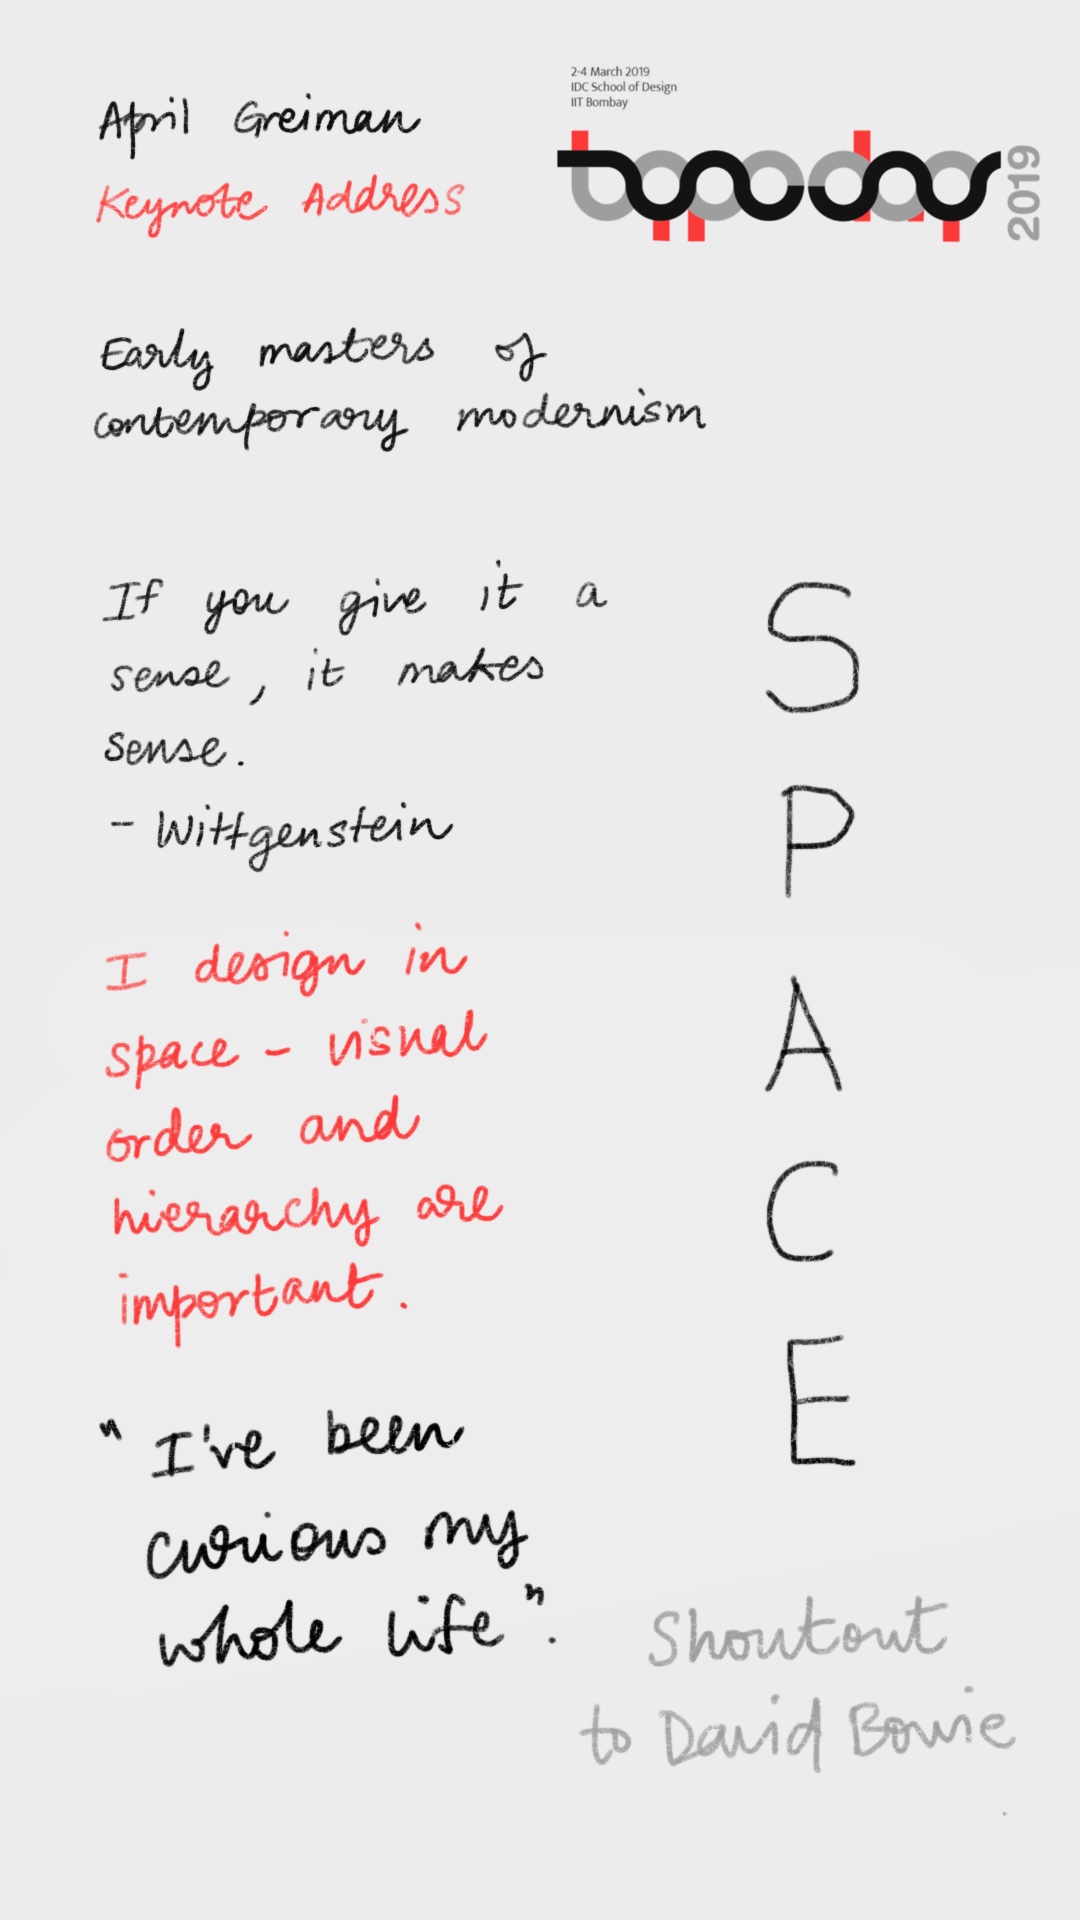 2-4 March 2019
IDC School of Design
IIT Bombay
typoday
2019
April Greiman
Keynote Address
Early masters of
contemporary modernism
If you give it a
sense, it makes
sense.
- Wittgenstein
I design in
space - visual
order and
hierarchy are
important.
"I've been
curious my
whole life".
S
P
A
C
E
Shoutout
to David Bowie